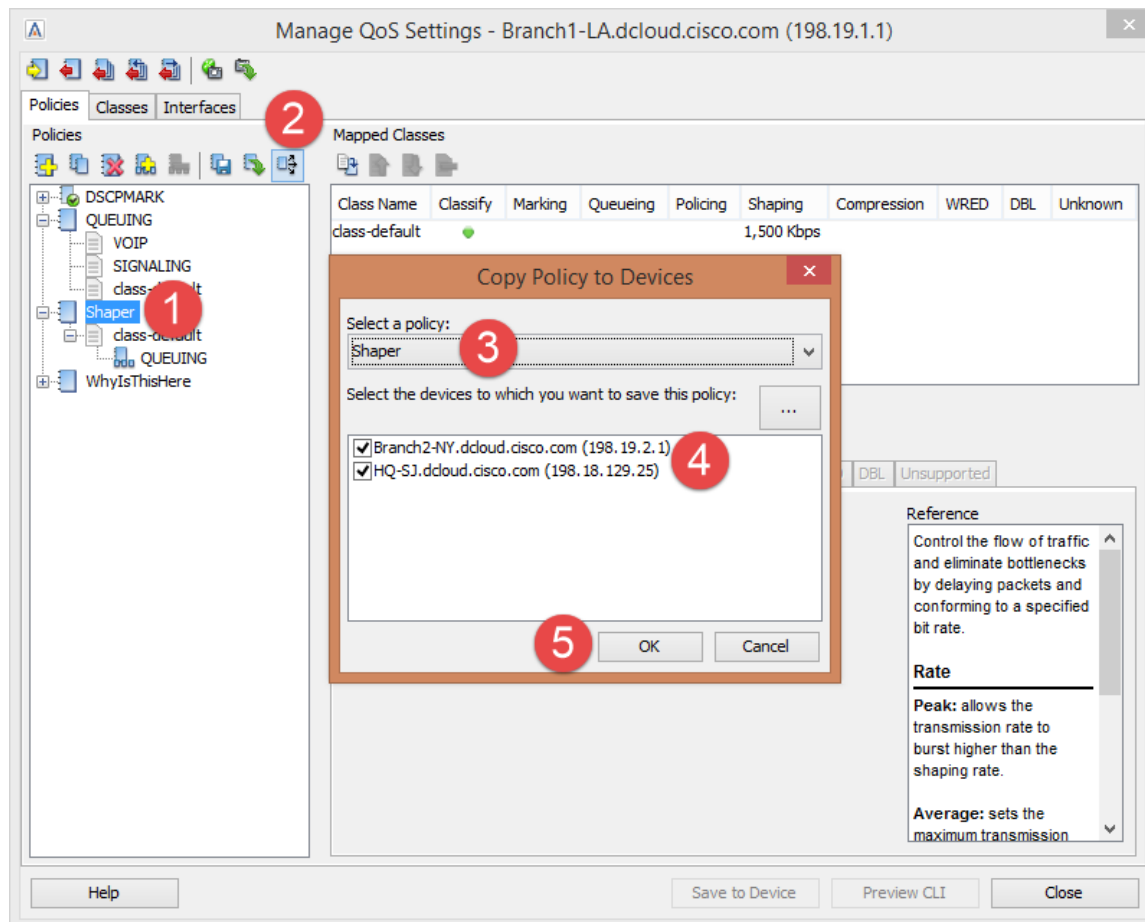 Manage QoS Settings - Branch1-LA.dcloud.cisco.com (198.19.1.1)
Policies
Classes
Interfaces
2
Policies
Mapped Classes
DSCPMARK
QUEUING
VOIP
SIGNALING
class-default
Shaper
1
class-default
QUEUING
WhyIsThisHere
Class Name Classify Marking Queueing Policing Shaping Compression WRED DBL Unknown
class-default 1,500 Kbps
Copy Policy to Devices
Select a policy:
Shaper
3
Select the devices to which you want to save this policy:
...
Branch2-NY.dcloud.cisco.com (198.19.2.1)
HQ-SJ.dcloud.cisco.com (198.18.129.25)
4
5
OK
Cancel
DBL
Unsupported
Reference
Control the flow of traffic
and eliminate bottlenecks
by delaying packets and
conforming to a specified
bit rate.
Rate
Peak: allows the
transmission rate to
burst higher than the
shaping rate.
Average: sets the
maximum transmission
Help
Save to Device
Preview CLI
Close